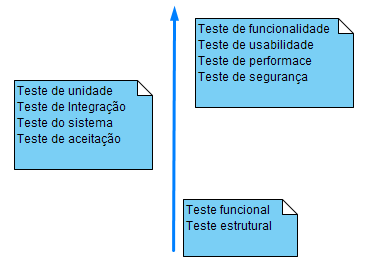 Teste de funcionalidade
Teste de usabilidade
Teste de performace
Teste de segurança
Teste de unidade
Teste de Integração
Teste do sistema
Teste de aceitação
Teste funcional
Teste estrutural